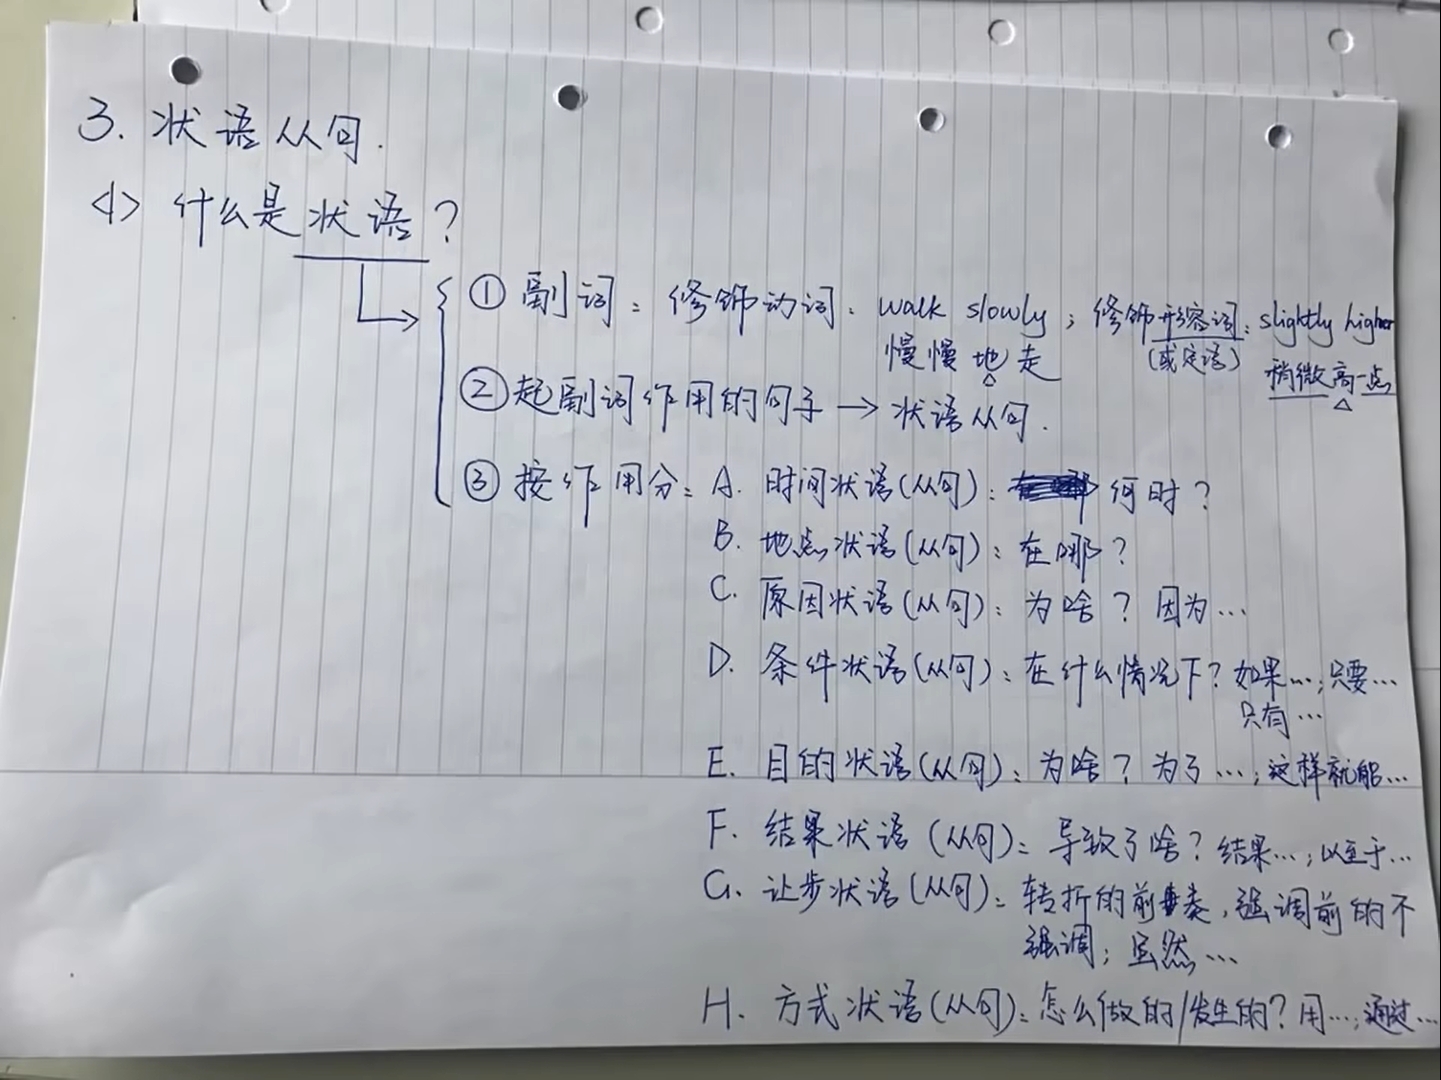 3. 状语从句.
<1> 什么是状语?
① 副词: 修饰动词: walk slowly; 修饰形容词: slightly higher
慢慢地走 (或定语) 稍微高一点
② 起副词作用的句子 → 状语从句.
③ 按作用分: A. 时间状语(从句): 何时?
B. 地点状语(从句): 在哪?
C. 原因状语(从句): 为啥? 因为…
D. 条件状语(从句): 在什么情况下? 如果…; 只要…
只有…
E. 目的状语(从句): 为啥? 为了…; 这样就能…
F. 结果状语(从句): 导致了啥? 结果…; 以至于…
G. 让步状语(从句): 转折的前, 强调前的不
强调; 虽然…
H. 方式状语(从句): 怎么做的/发生的? 用…; 通过…